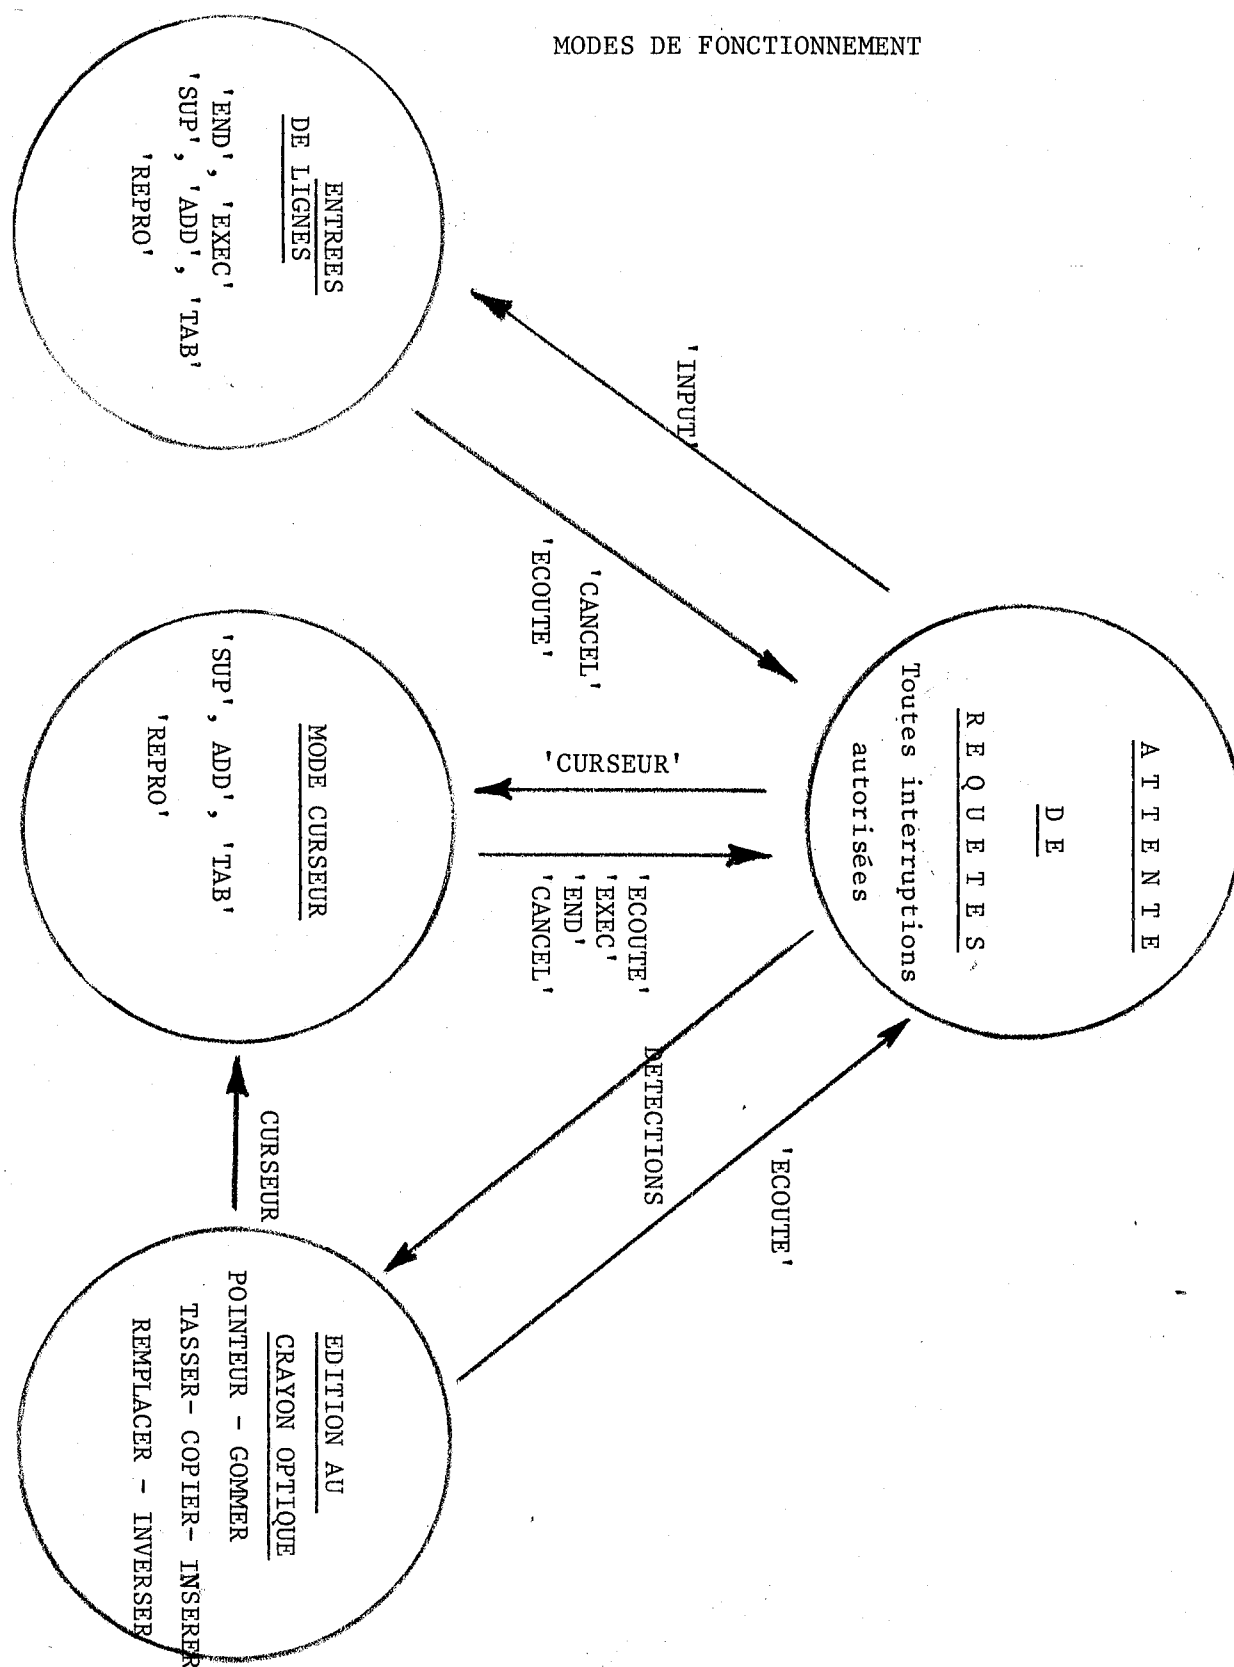 MODES DE FONCTIONNEMENT
A T T E N T E
D E
R E Q U E T E S
Toutes interruptions
autorisées
'INPUT'
'CANCEL'
'ECOUTE'
'CURSEUR'
'ECOUTE'
'EXEC'
'END'
'CANCEL'
DETECTIONS
'ECOUTE'
ENTREES
DE LIGNES
'END', 'EXEC'
'SUP', 'ADD', 'TAB'
'REPRO'
MODE CURSEUR
'SUP', ADD', 'TAB'
'REPRO'
CURSEUR
EDITION AU
CRAYON OPTIQUE
POINTEUR - GOMMER
TASSER- COPIER- INSERER
REMPLACER - INVERSER